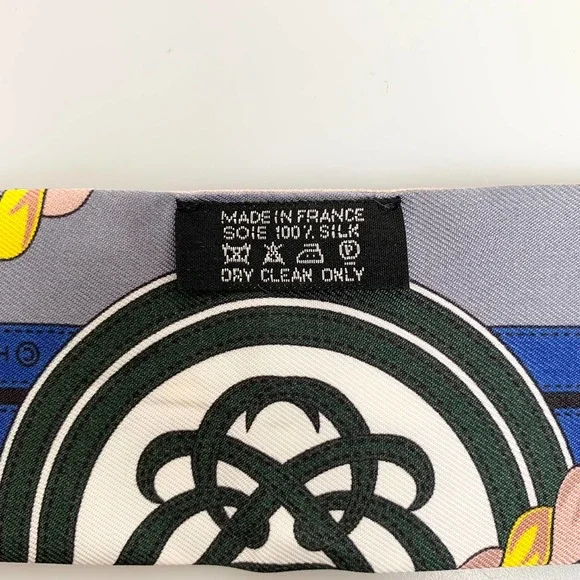 MADE IN FRANCE
SOIE 100% SILK
DRY CLEAN ONLY
©H